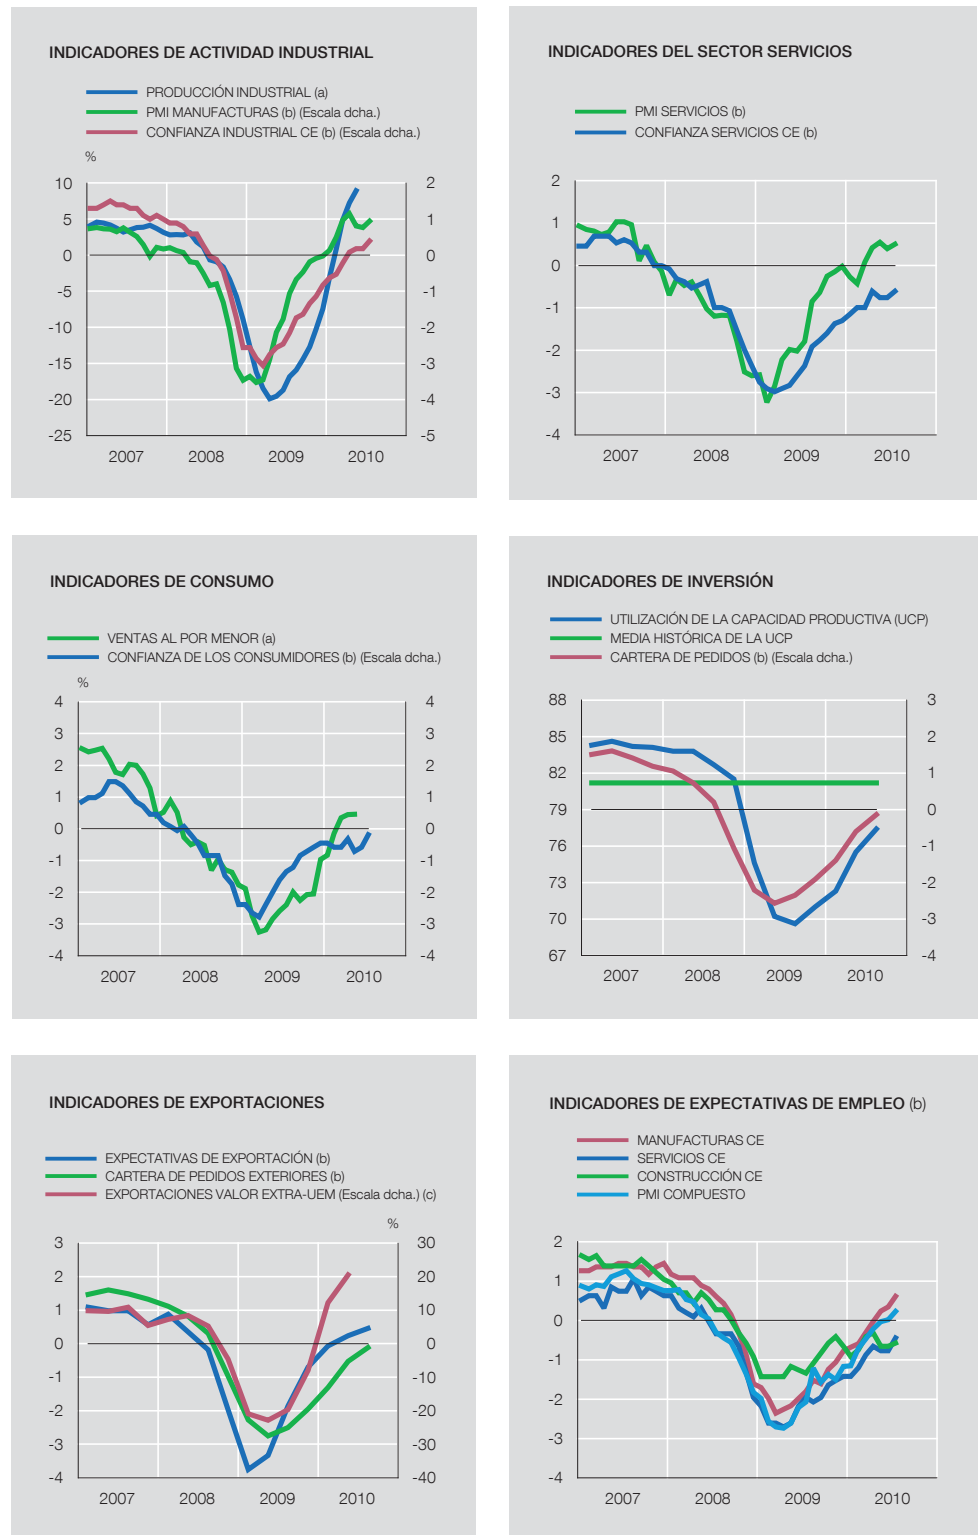 INDICADORES DE ACTIVIDAD INDUSTRIAL
PRODUCCIÓN INDUSTRIAL (a)
PMI MANUFACTURAS (b) (Escala dcha.)
CONFIANZA INDUSTRIAL CE (b) (Escala dcha.)
%
10 2
5 1
0 0
-5 -1
-10 -2
-15 -3
-20 -4
-25 -5
2007 2008 2009 2010
INDICADORES DEL SECTOR SERVICIOS
PMI SERVICIOS (b)
CONFIANZA SERVICIOS CE (b)
2
1
0
-1
-2
-3
-4
2007 2008 2009 2010
INDICADORES DE CONSUMO
VENTAS AL POR MENOR (a)
CONFIANZA DE LOS CONSUMIDORES (b) (Escala dcha.)
%
4 4
3 3
2 2
1 1
0 0
-1 -1
-2 -2
-3 -3
-4 -4
2007 2008 2009 2010
INDICADORES DE INVERSIÓN
UTILIZACIÓN DE LA CAPACIDAD PRODUCTIVA (UCP)
MEDIA HISTÓRICA DE LA UCP
CARTERA DE PEDIDOS (b) (Escala dcha.)
88 3
85 2
82 1
79 0
76 -1
73 -2
70 -3
67 -4
2007 2008 2009 2010
INDICADORES DE EXPORTACIONES
EXPECTATIVAS DE EXPORTACIÓN (b)
CARTERA DE PEDIDOS EXTERIORES (b)
EXPORTACIONES VALOR EXTRA-UEM (Escala dcha.) (c)
%
3 30
2 20
1 10
0 0
-1 -10
-2 -20
-3 -30
-4 -40
2007 2008 2009 2010
INDICADORES DE EXPECTATIVAS DE EMPLEO (b)
MANUFACTURAS CE
SERVICIOS CE
CONSTRUCCIÓN CE
PMI COMPUESTO
2
1
0
-1
-2
-3
-4
2007 2008 2009 2010